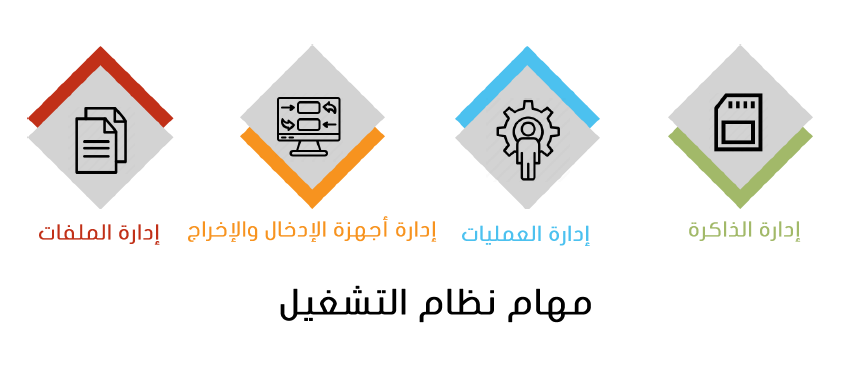 إدارة الذاكرة
إدارة العمليات
إدارة أجهزة الإدخال والإخراج
إدارة الملفات
مهام نظام التشغيل